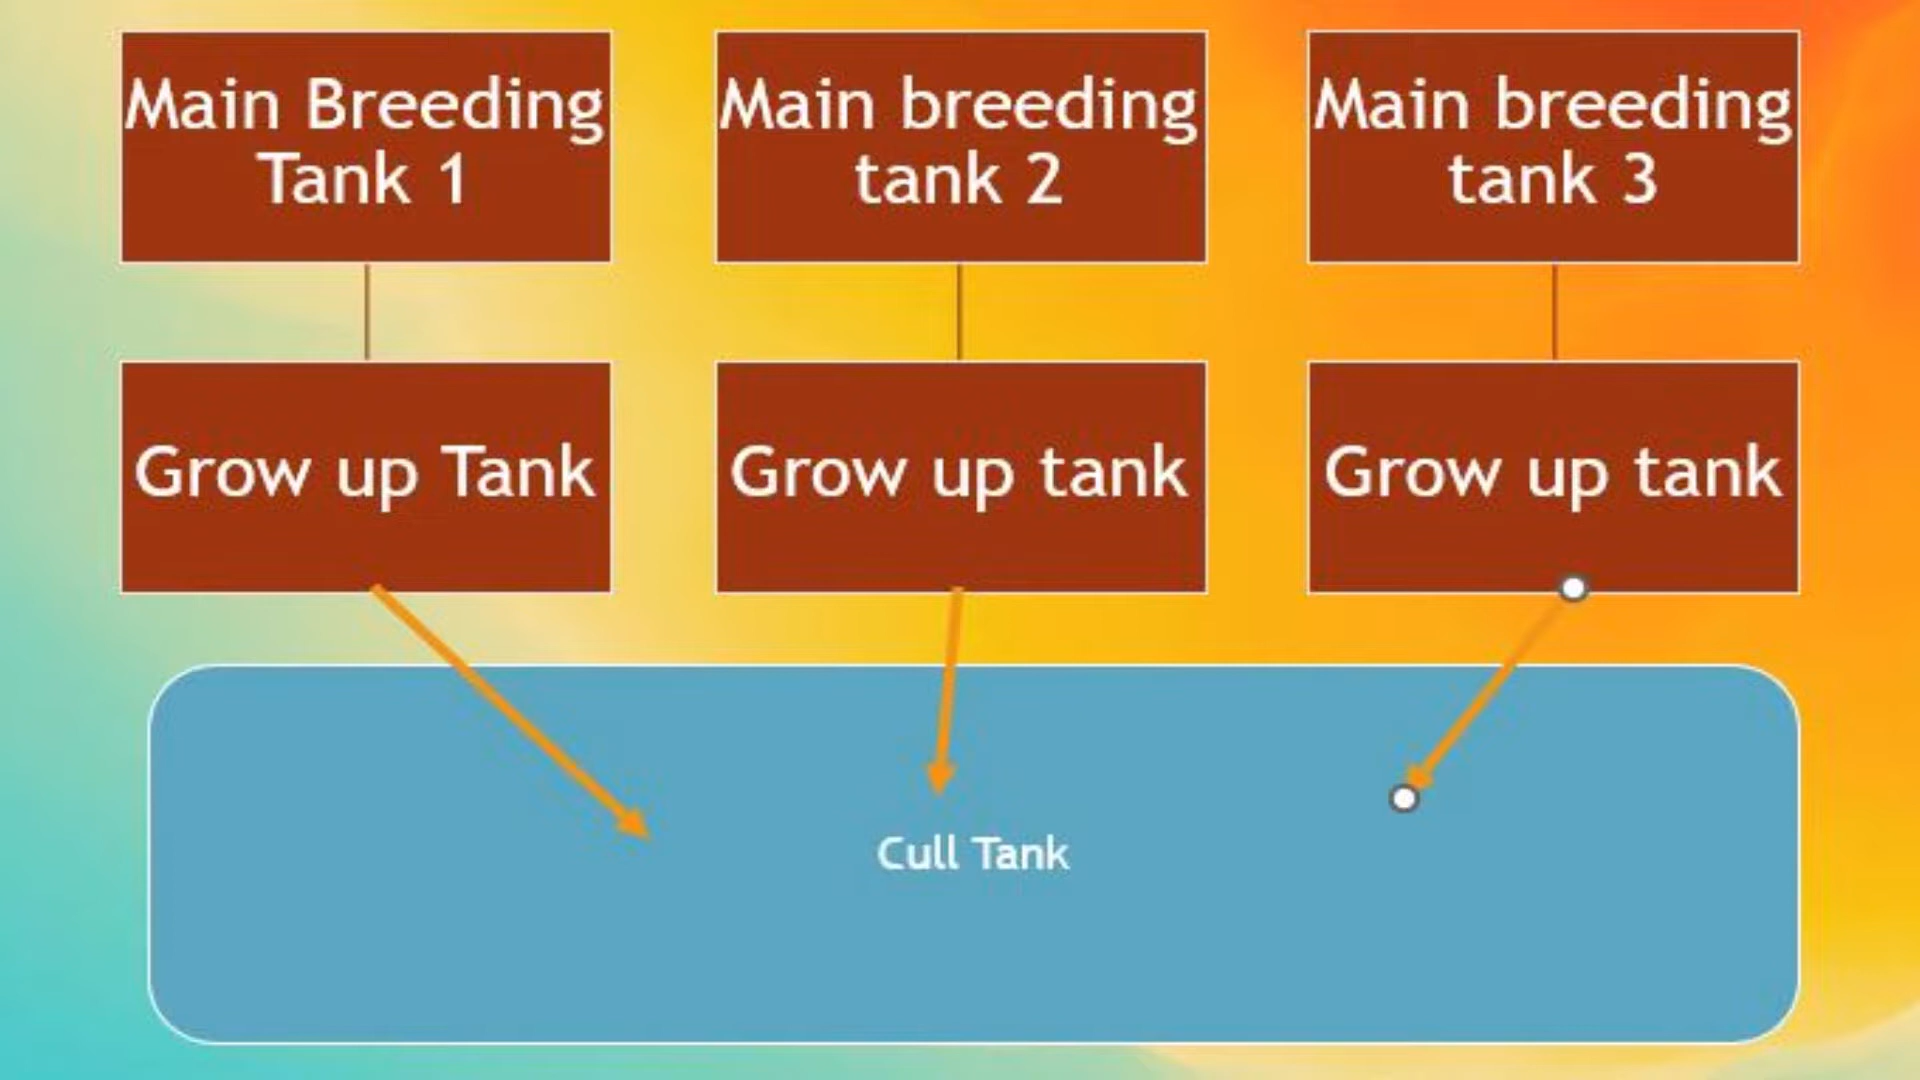 Main Breeding
Tank 1
Main breeding
tank 2
Main breeding
tank 3
Grow up Tank
Grow up tank
Grow up tank
Cull Tank